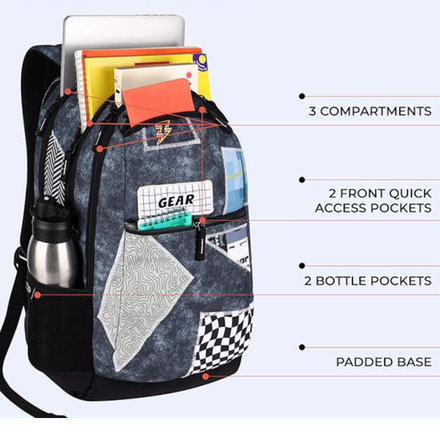 3 COMPARTMENTS
GEAR
2 FRONT QUICK
ACCESS POCKETS
2 BOTTLE POCKETS
PADDED BASE